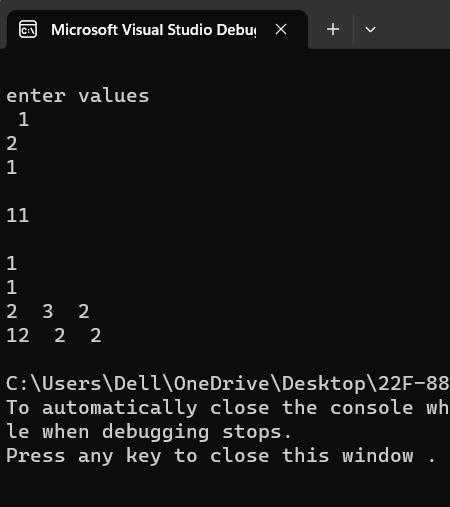 Microsoft Visual Studio Debu
enter values
1
2
1
11
1
1
2 3 2
12 2 2
C:\Users\Dell\OneDrive\Desktop\22F-88
To automatically close the console wh
le when debugging stops.
Press any key to close this window .